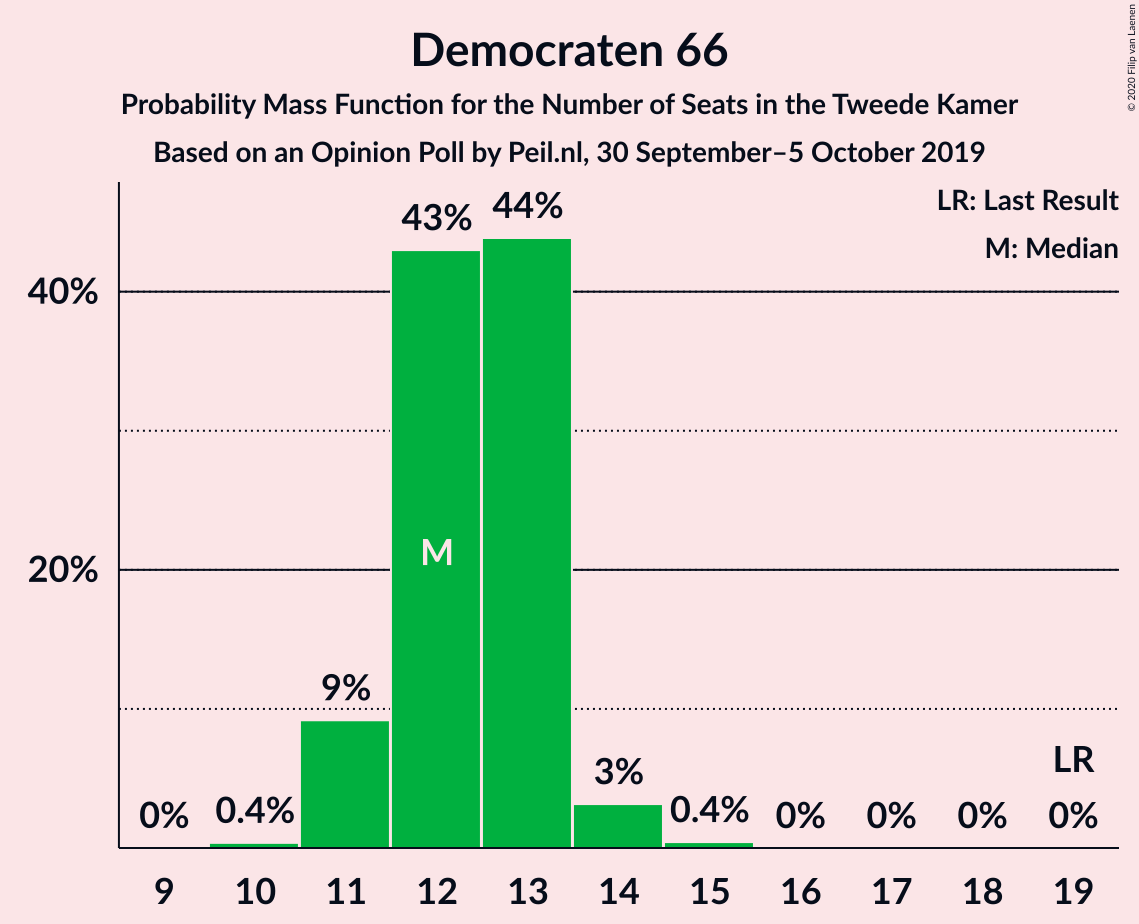 Democraten 66
Probability Mass Function for the Number of Seats in the Tweede Kamer
Based on an Opinion Poll by Peil.nl, 30 September–5 October 2019
© 2020 Filip van Laenen
LR: Last Result
M: Median
40%
20%
0%
0.4%
9%
43%
44%
3%
0.4%
0%
0%
0%
0%
M
LR
9 10 11 12 13 14 15 16 17 18 19